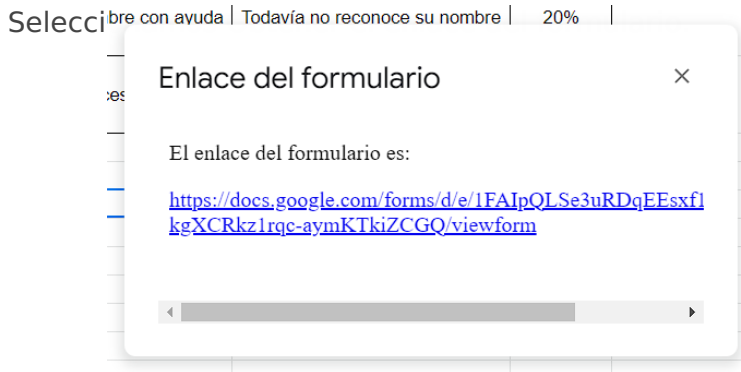 Selecci
bre con ayuda Todavía no reconoce su nombre 20%
Enlace del formulario
El enlace del formulario es:
https://docs.google.com/forms/d/e/1FAIpQLSe3uRDqEEsxf1
kgXCRkz1rqc-aymKTkiZCGQ/viewform